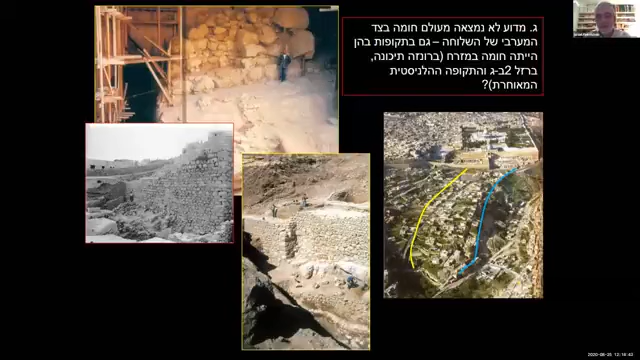 ג. מדוע לא נמצאה מעולם חומה בצד
המערבי של השלוחה – גם בתקופות בהן
הייתה חומה במזרח (ברונזה תיכונה,
ברזל 2ב-ג והתקופה ההלניסטית
המאוחרת)?